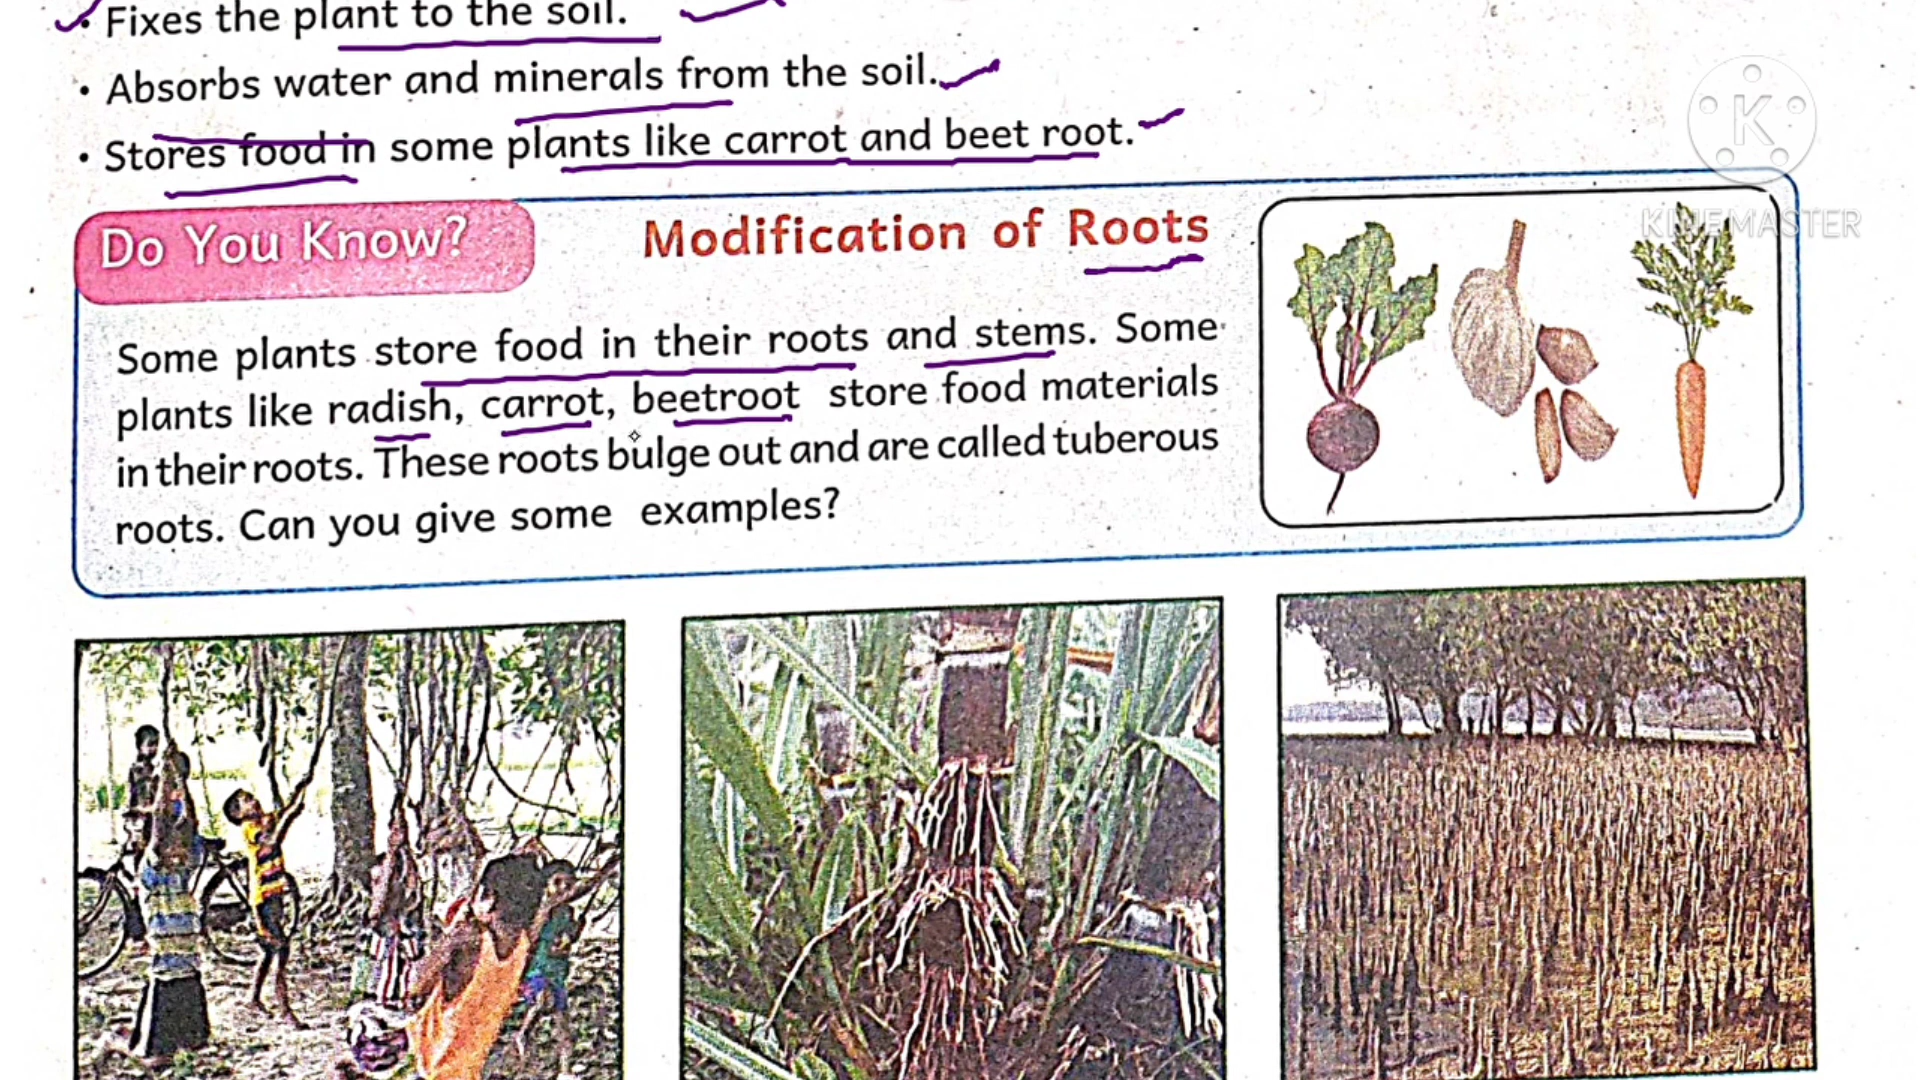 • Fixes the plant to the soil.
• Absorbs water and minerals from the soil.
• Stores food in some plants like carrot and beet root.
Do You Know?
Modification of Roots
KINEMASTER
Some plants store food in their roots and stems. Some
plants like radish, carrot, beetroot store food materials
in their roots. These roots bulge out and are called tuberous
roots. Can you give some examples?